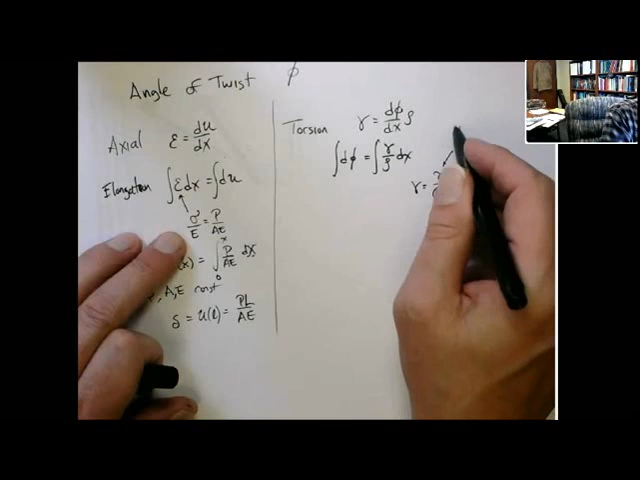 Angle of Twist ϕ
Axial ε = du/dx
Elongation ∫εdx = ∫du
σ/E = P/AE
(x) = ∫₀ˣ P/AE dx
, A,E const
δ = u(L) = PL/AE
Torsion γ = dϕ/dx ρ
∫dϕ = ∫ γ/ρ dx
γ =